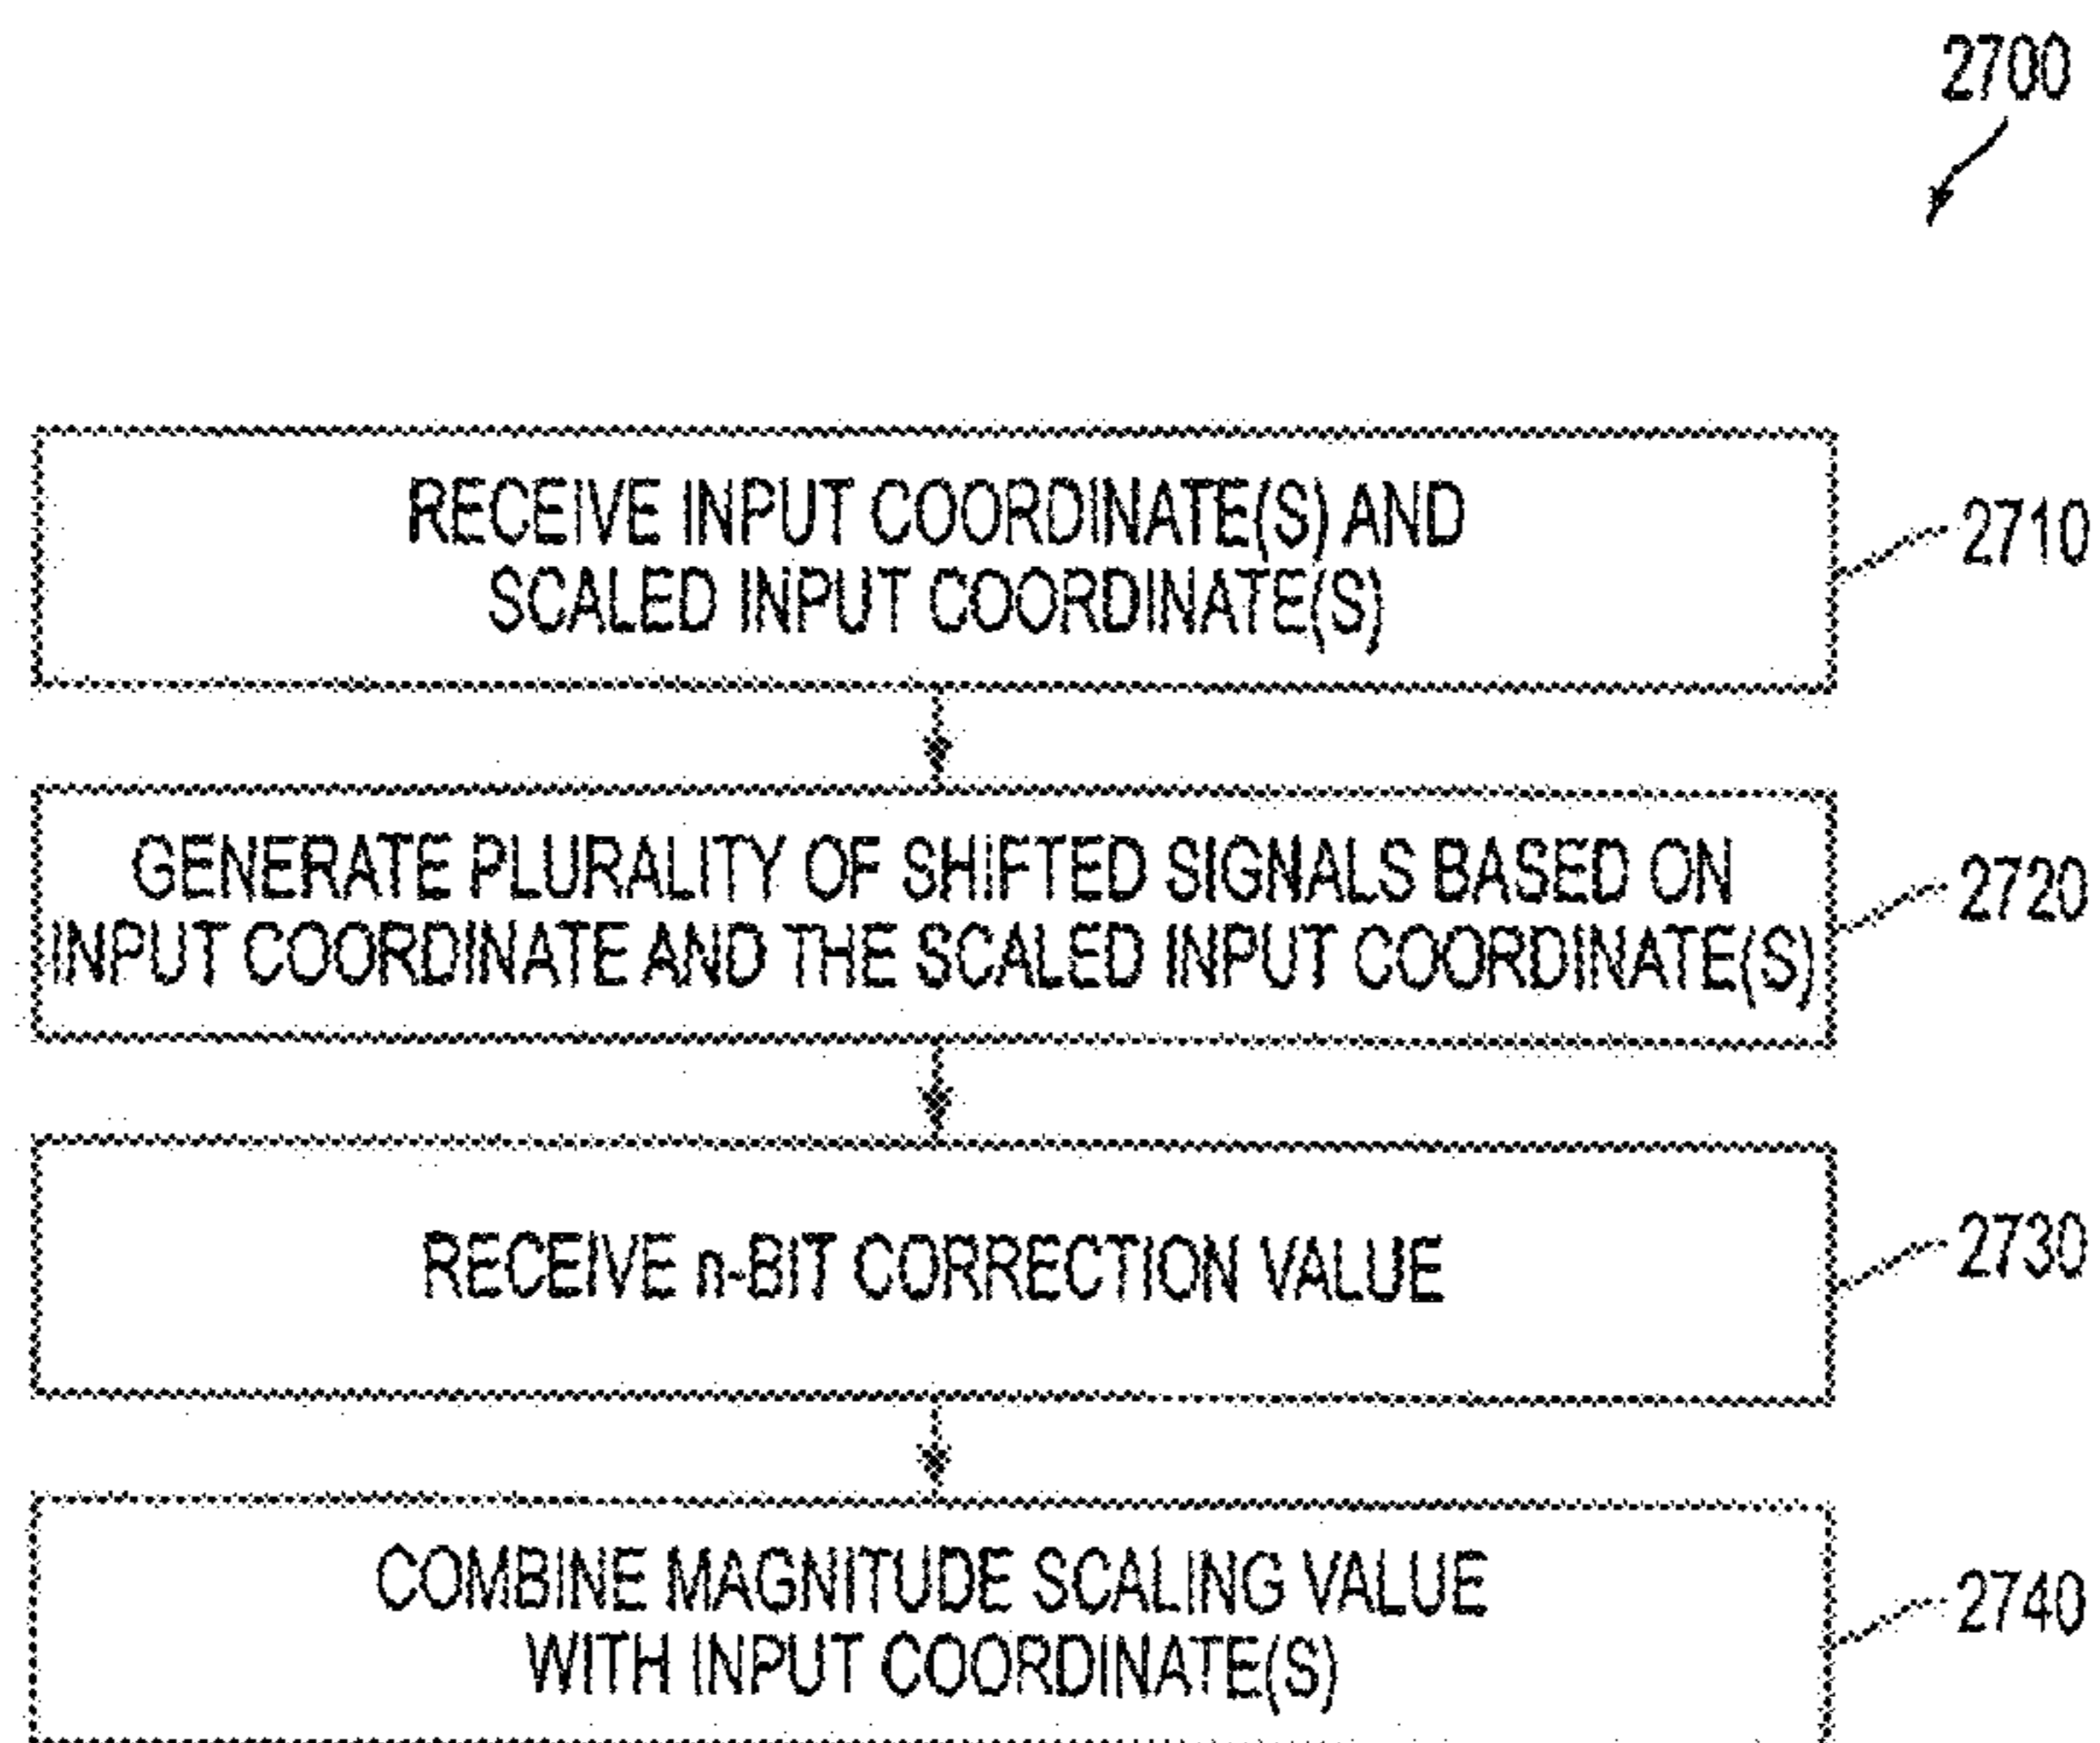 2700
RECEIVE INPUT COORDINATE(S) AND
SCALED INPUT COORDINATE(S)
2710
GENERATE PLURALITY OF SHIFTED SIGNALS BASED ON
INPUT COORDINATE AND THE SCALED INPUT COORDINATE(S)
2720
RECEIVE n-BIT CORRECTION VALUE
2730
COMBINE MAGNITUDE SCALING VALUE
WITH INPUT COORDINATE(S)
2740